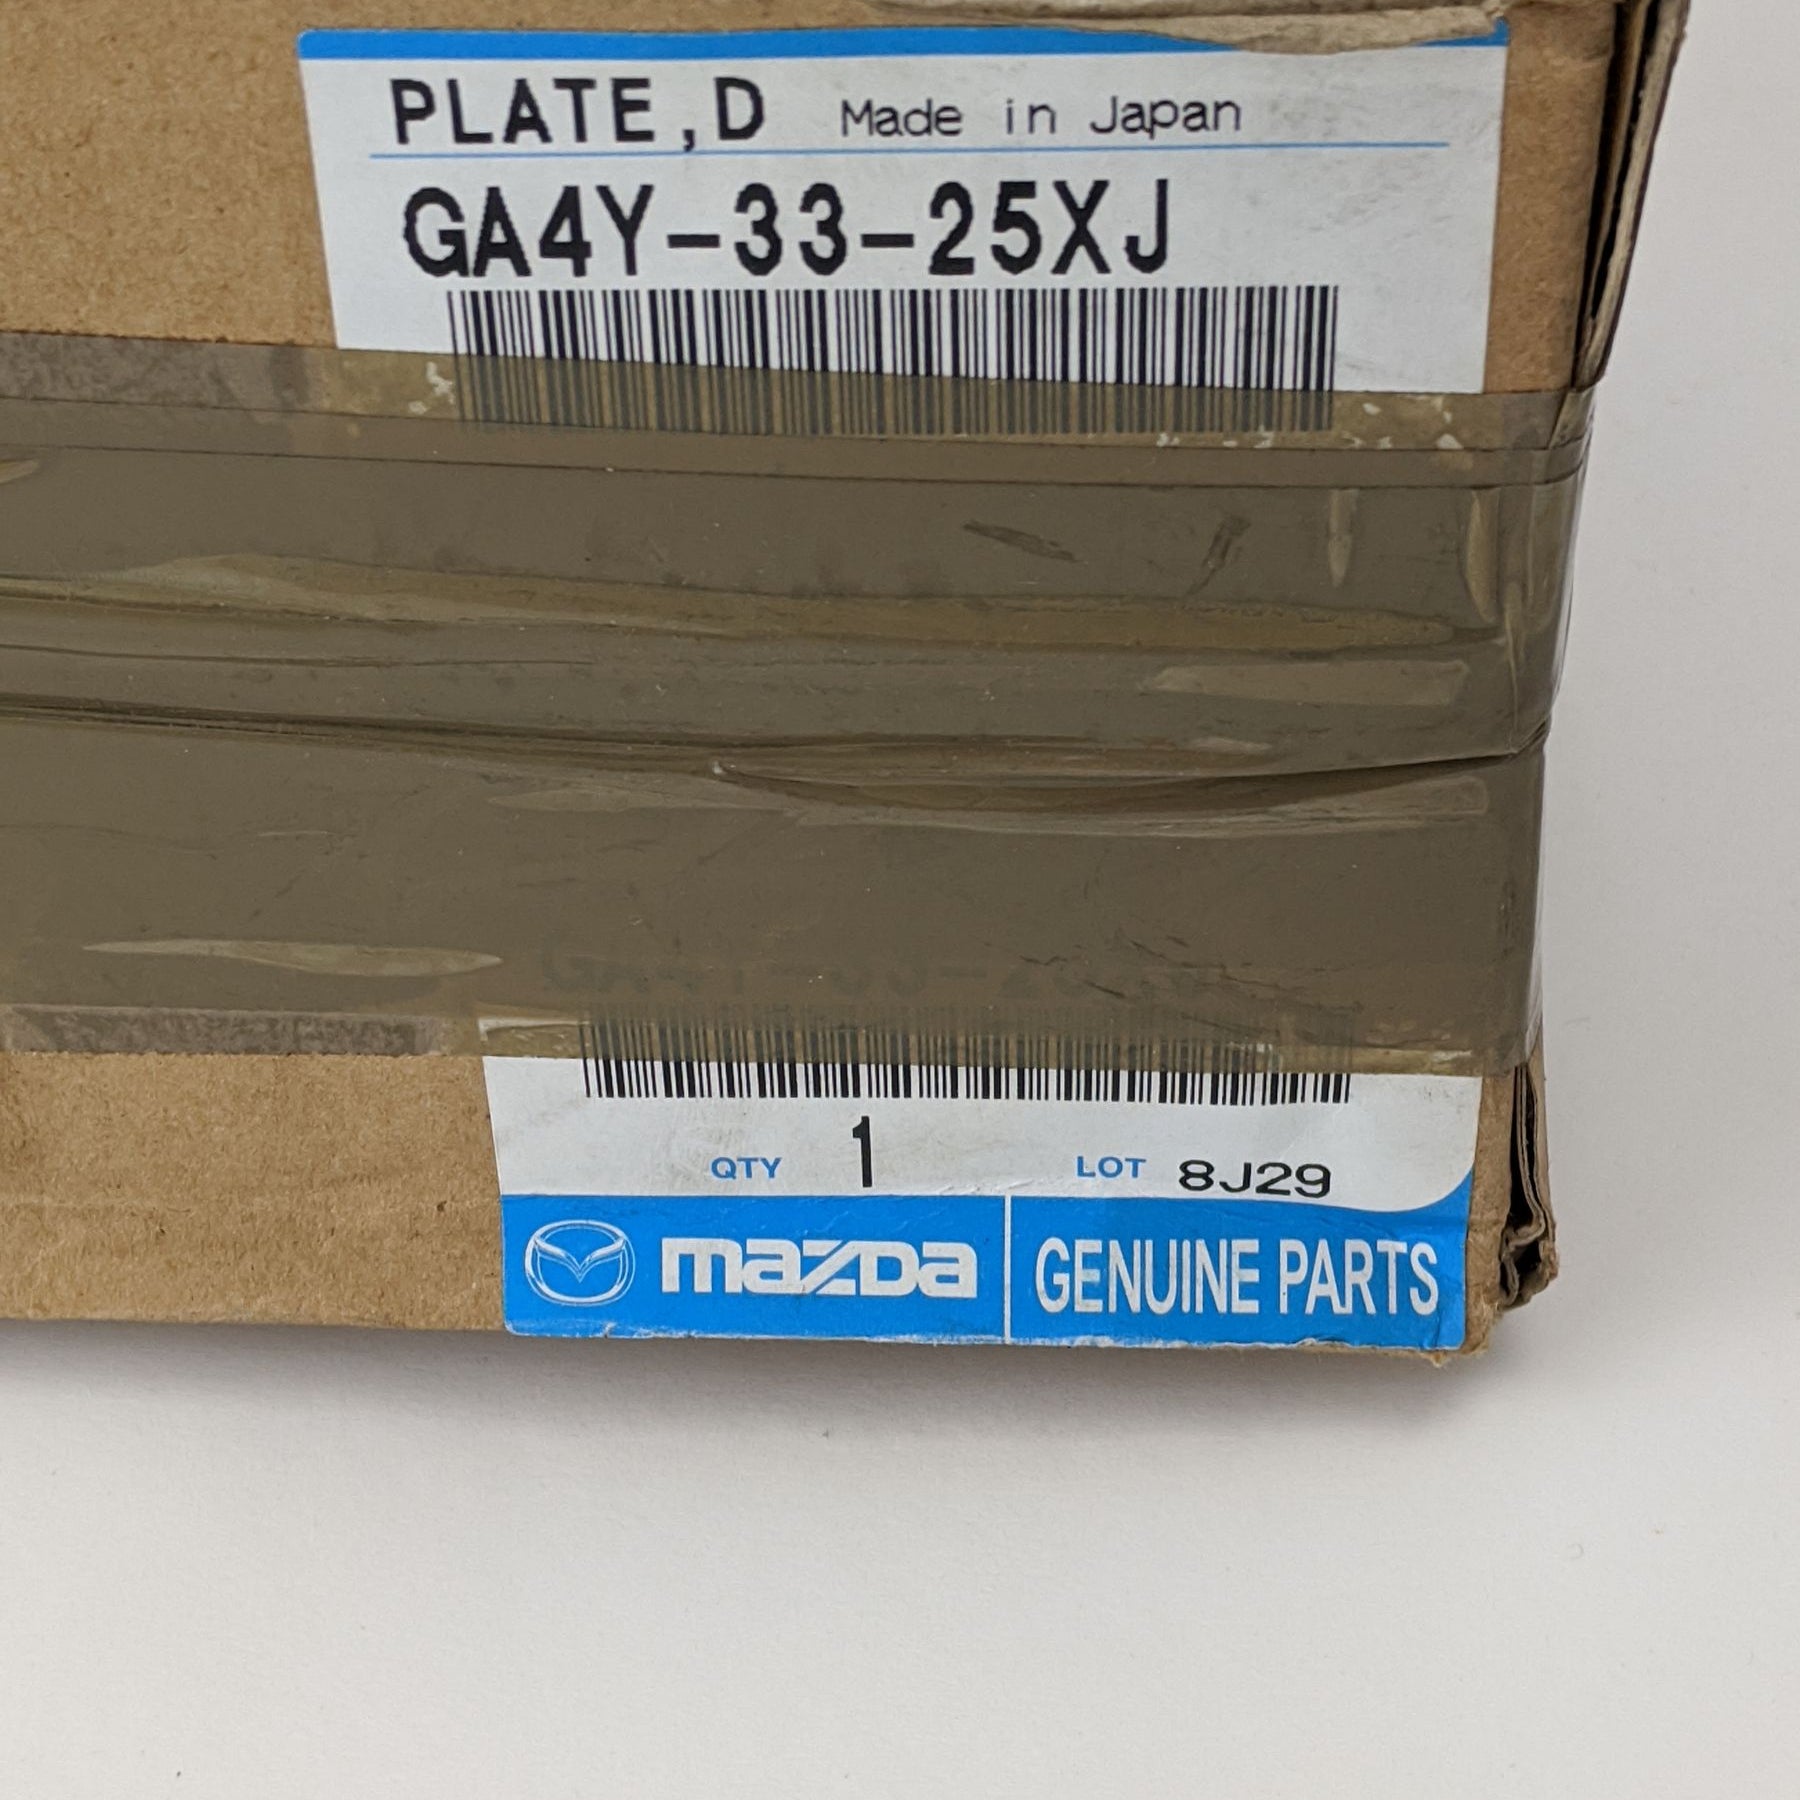 PLATE,D Made in Japan
GA4Y-33-25XJ
QTY 1 LOT 8J29
mazda GENUINE PARTS